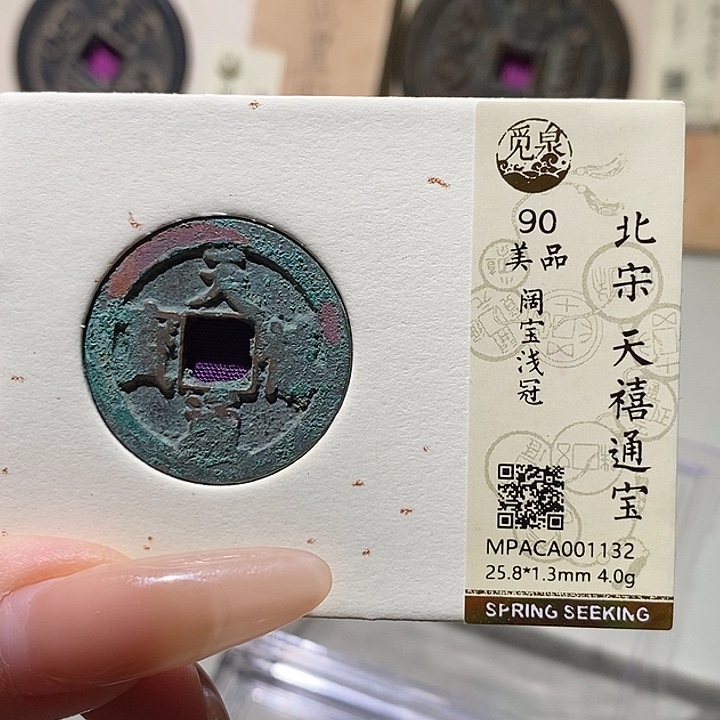 觅泉
北宋 天禧通宝
90
美品
阔宝浅冠
MPACA001132
25.8*1.3mm 4.0g
SPRING SEEKING
天